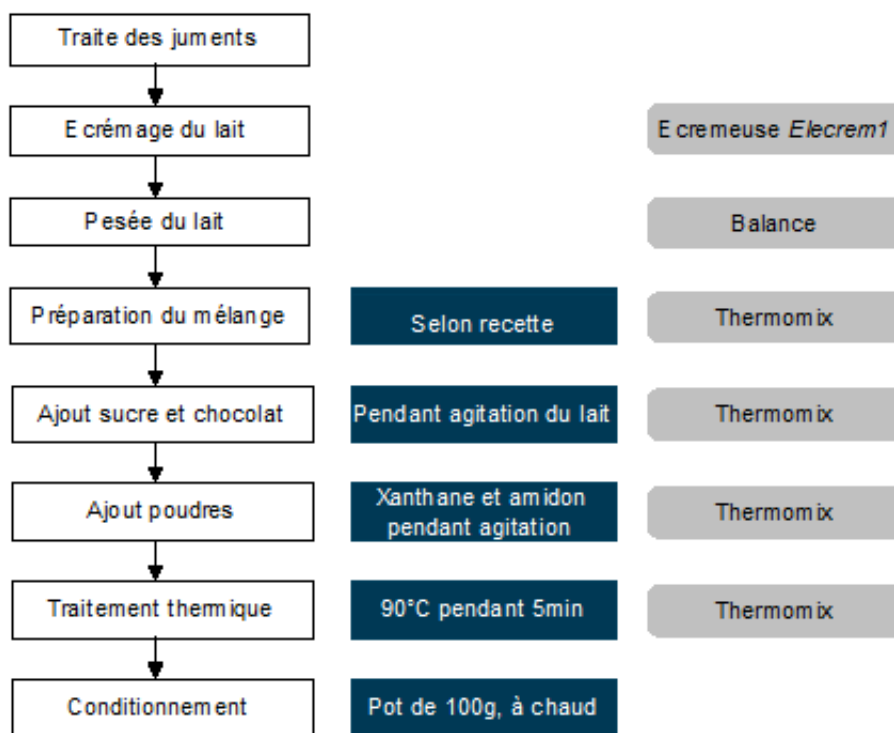 Traite des juments
Ecrémage du lait
Ecremeuse Elecrem1
Pesée du lait
Balance
Préparation du mélange
Selon recette
Thermomix
Ajout sucre et chocolat
Pendant agitation du lait
Thermomix
Ajout poudres
Xanthane et amidon
pendant agitation
Thermomix
Traitement thermique
90°C pendant 5min
Thermomix
Conditionnement
Pot de 100g, à chaud